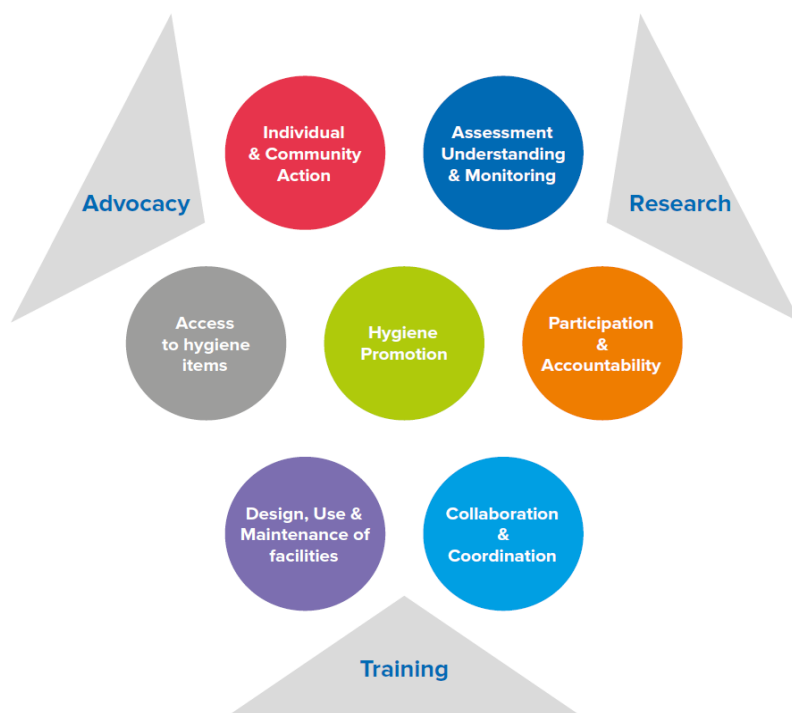 Individual
& Community
Action
Assessment
Understanding
& Monitoring
Advocacy
Research
Access
to hygiene
items
Hygiene
Promotion
Participation
&
Accountability
Design, Use &
Maintenance of
facilities
Collaboration
&
Coordination
Training